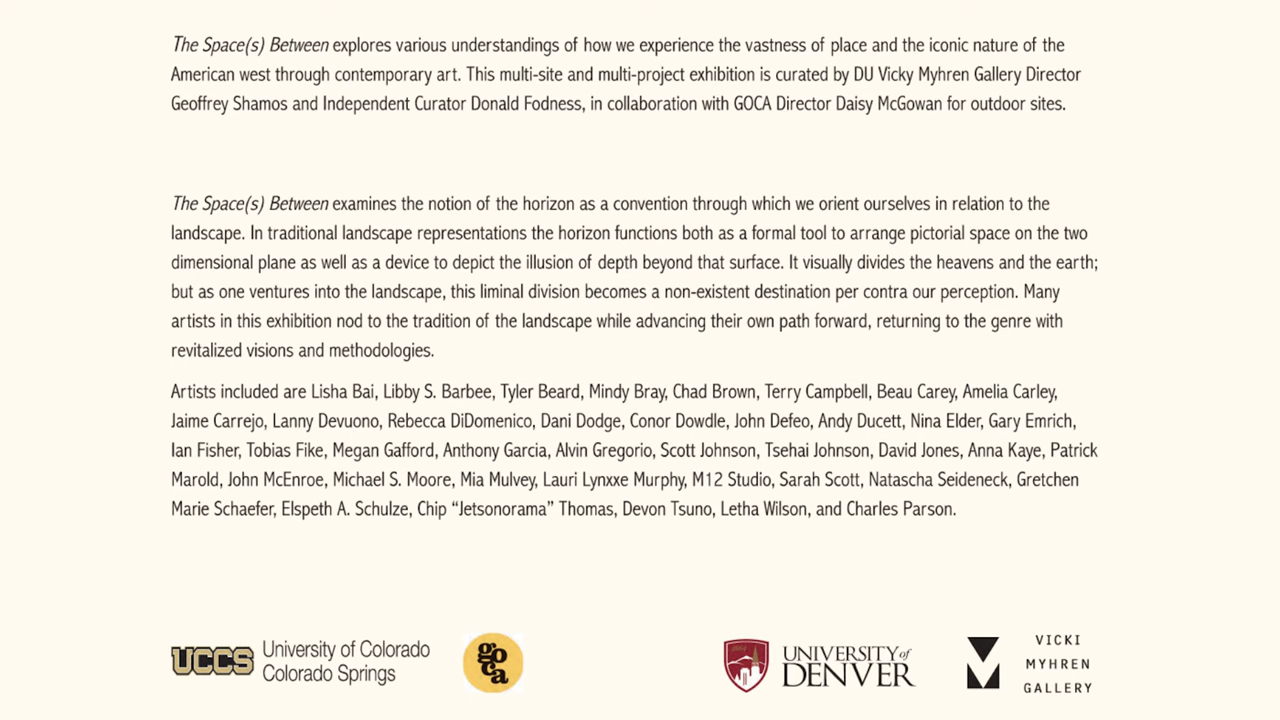 The Space(s) Between explores various understandings of how we experience the vastness of place and the iconic nature of the
American west through contemporary art. This multi-site and multi-project exhibition is curated by DU Vicky Myhren Gallery Director
Geoffrey Shamos and Independent Curator Donald Fodness, in collaboration with GOCA Director Daisy McGowan for outdoor sites.
The Space(s) Between examines the notion of the horizon as a convention through which we orient ourselves in relation to the
landscape. In traditional landscape representations the horizon functions both as a formal tool to arrange pictorial space on the two
dimensional plane as well as a device to depict the illusion of depth beyond that surface. It visually divides the heavens and the earth;
but as one ventures into the landscape, this liminal division becomes a non-existent destination per contra our perception. Many
artists in this exhibition nod to the tradition of the landscape while advancing their own path forward, returning to the genre with
revitalized visions and methodologies.
Artists included are Lisha Bai, Libby S. Barbee, Tyler Beard, Mindy Bray, Chad Brown, Terry Campbell, Beau Carey, Amelia Carley,
Jaime Carrejo, Lanny Devuono, Rebecca DiDomenico, Dani Dodge, Conor Dowdle, John Defeo, Andy Ducett, Nina Elder, Gary Emrich,
Ian Fisher, Tobias Fike, Megan Gafford, Anthony Garcia, Alvin Gregorio, Scott Johnson, Tsehai Johnson, David Jones, Anna Kaye, Patrick
Marold, John McEnroe, Michael S. Moore, Mia Mulvey, Lauri Lynxxe Murphy, M12 Studio, Sarah Scott, Natascha Seideneck, Gretchen
Marie Schaefer, Elspeth A. Schulze, Chip “Jetsonorama” Thomas, Devon Tsuno, Letha Wilson, and Charles Parson.
UCCS
University of Colorado
Colorado Springs
go
ca
UNIVERSITY of
DENVER
VICKI
MYHREN
GALLERY